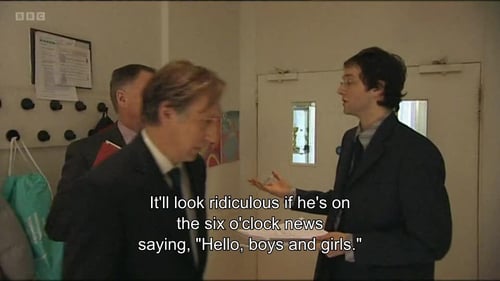 BBC
It'll look ridiculous if he's on
the six o'clock news
saying, "Hello, boys and girls."